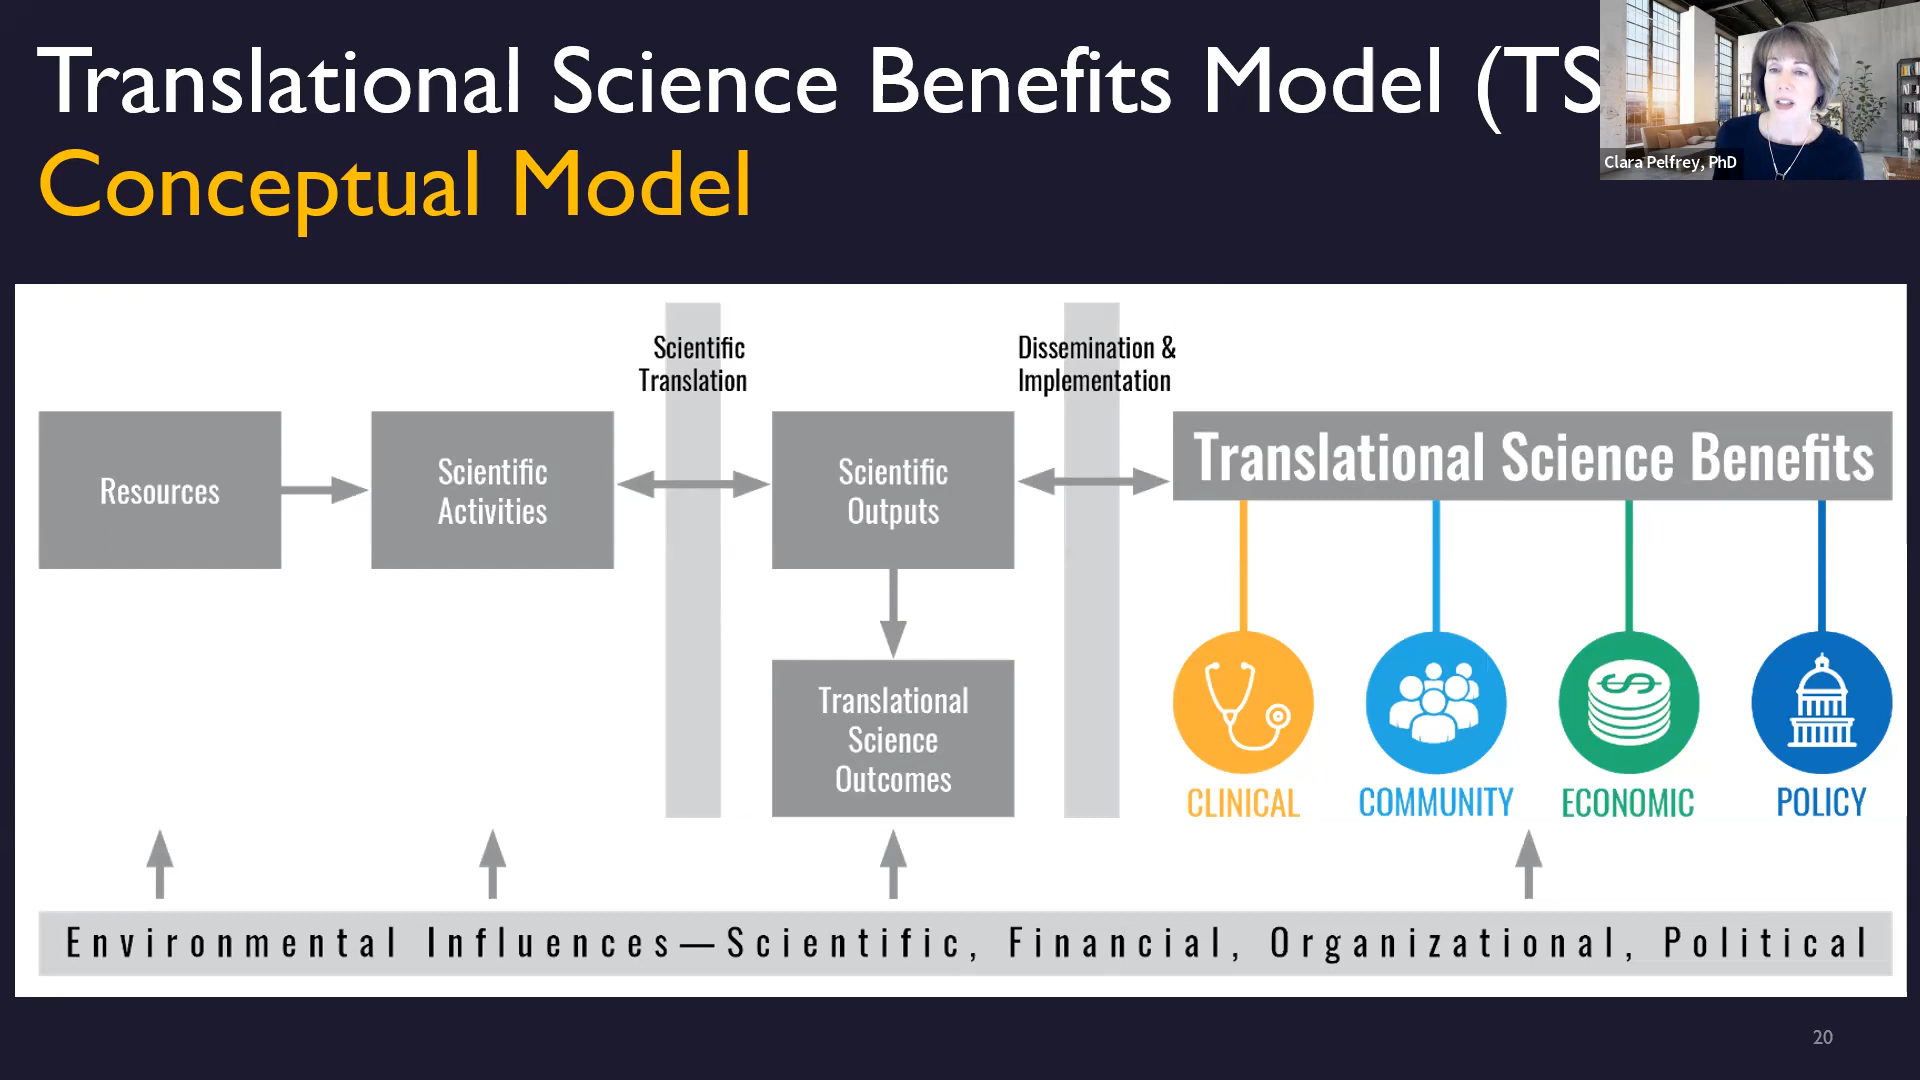 Translational Science Benefits Model (TS
Conceptual Model
Clara Pelfrey, PhD
Scientific
Translation
Dissemination &
Implementation
Resources
Scientific
Activities
Scientific
Outputs
Translational Science Benefits
Translational
Science
Outcomes
CLINICAL
COMMUNITY
ECONOMIC
POLICY
Environmental Influences—Scientific, Financial, Organizational, Political
20